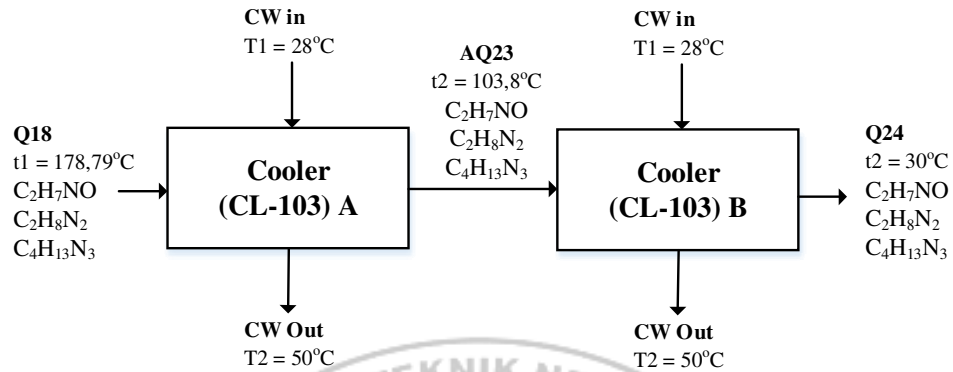 CW in
T1 = 28°C
CW in
T1 = 28°C
AQ23
t2 = 103,8°C
C₂H₇NO
C₂H₈N₂
C₄H₁₃N₃
Q18
t1 = 178,79°C
C₂H₇NO
C₂H₈N₂
C₄H₁₃N₃
Cooler
(CL-103) A
Cooler
(CL-103) B
Q24
t2 = 30°C
C₂H₇NO
C₂H₈N₂
C₄H₁₃N₃
CW Out
T2 = 50°C
CW Out
T2 = 50°C